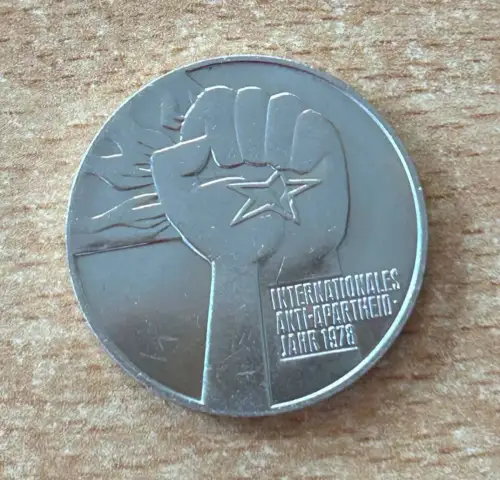 INTERNATIONALES
ANTI-APARTHEID-
JAHR 1978